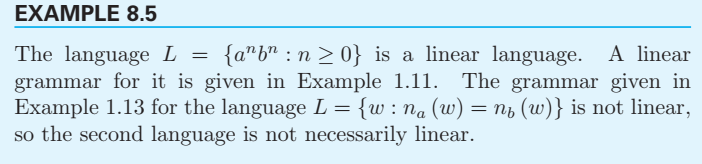 EXAMPLE 8.5
The language L = {aⁿbⁿ : n ≥ 0} is a linear language. A linear
grammar for it is given in Example 1.11. The grammar given in
Example 1.13 for the language L = {w : nₐ (w) = n_b (w)} is not linear,
so the second language is not necessarily linear.